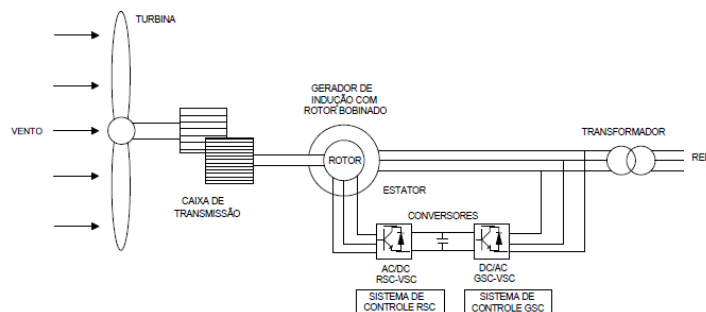 TURBINA
VENTO
CAIXA DE
TRANSMISSÃO
GERADOR DE
INDUÇÃO COM
ROTOR BOBINADO
ROTOR
ESTATOR
TRANSFORMADOR
CONVERSORES
AC/DC
RSC-VSC
DC/AC
GSC-VSC
SISTEMA DE
CONTROLE RSC
SISTEMA DE
CONTROLE GSC